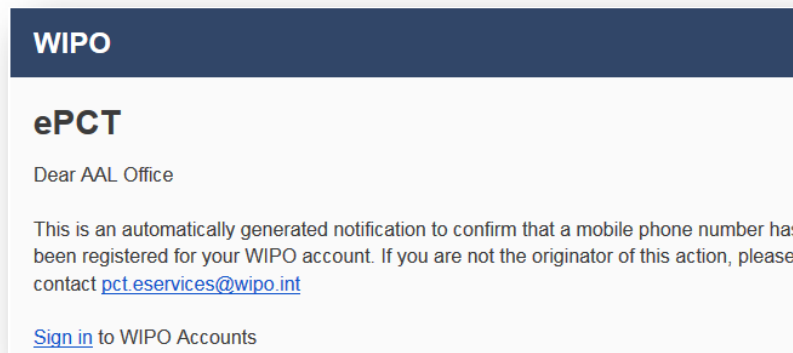 WIPO
ePCT
Dear AAL Office
This is an automatically generated notification to confirm that a mobile phone number has
been registered for your WIPO account. If you are not the originator of this action, please
contact pct.eservices@wipo.int
Sign in to WIPO Accounts